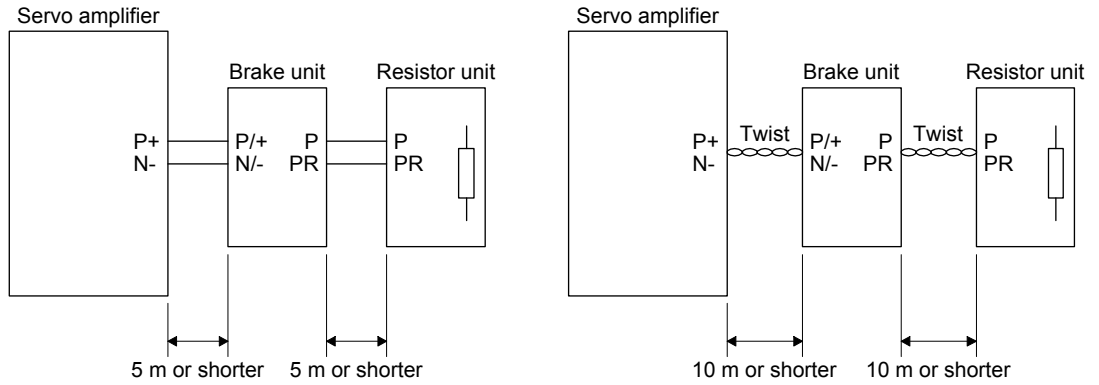 Servo amplifier
Brake unit
Resistor unit
P+
N-
P/+
N/-
P
PR
P
PR
5 m or shorter
5 m or shorter
Servo amplifier
Brake unit
Resistor unit
P+
N-
Twist
P/+
N/-
P
PR
Twist
P
PR
10 m or shorter
10 m or shorter